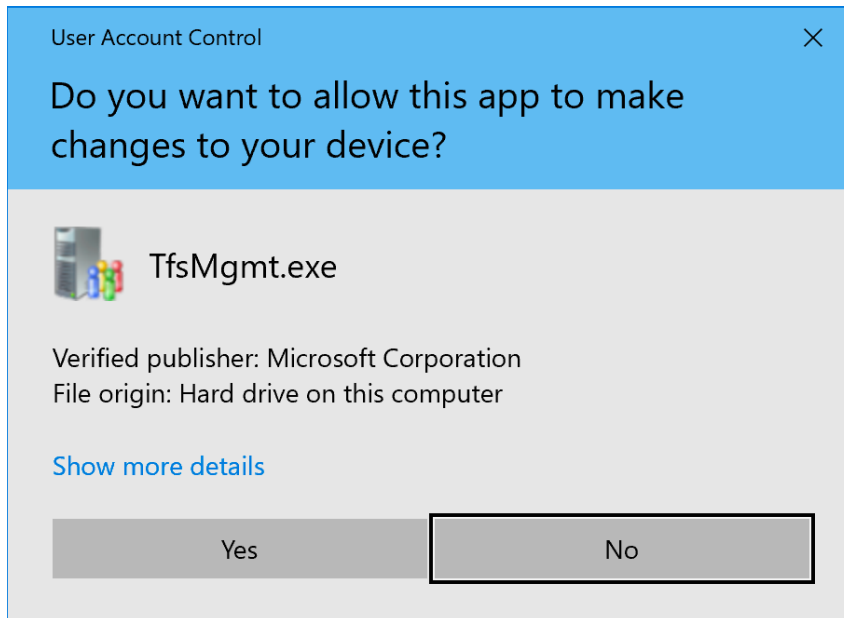 User Account Control
Do you want to allow this app to make
changes to your device?
TfsMgmt.exe
Verified publisher: Microsoft Corporation
File origin: Hard drive on this computer
Show more details
Yes
No